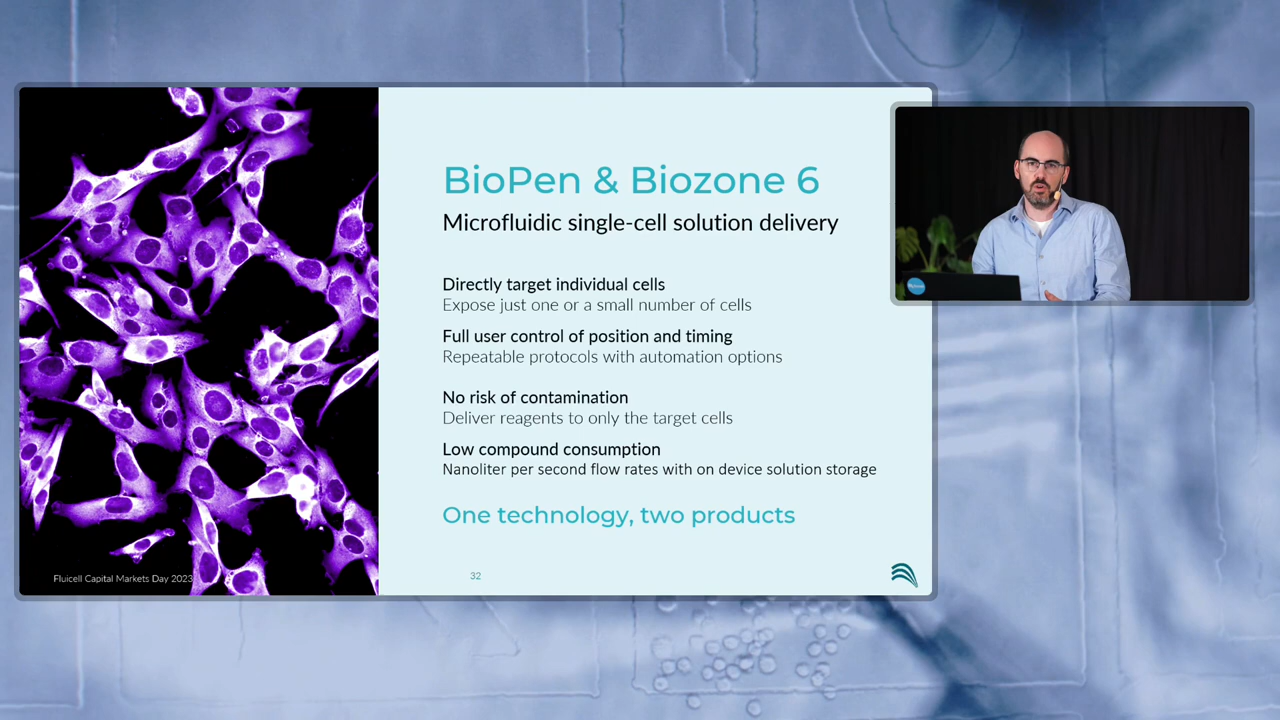 BioPen & Biozone 6
Microfluidic single-cell solution delivery
Directly target individual cells
Expose just one or a small number of cells
Full user control of position and timing
Repeatable protocols with automation options
No risk of contamination
Deliver reagents to only the target cells
Low compound consumption
Nanoliter per second flow rates with on device solution storage
One technology, two products
Fluicell Capital Markets Day 2023
32